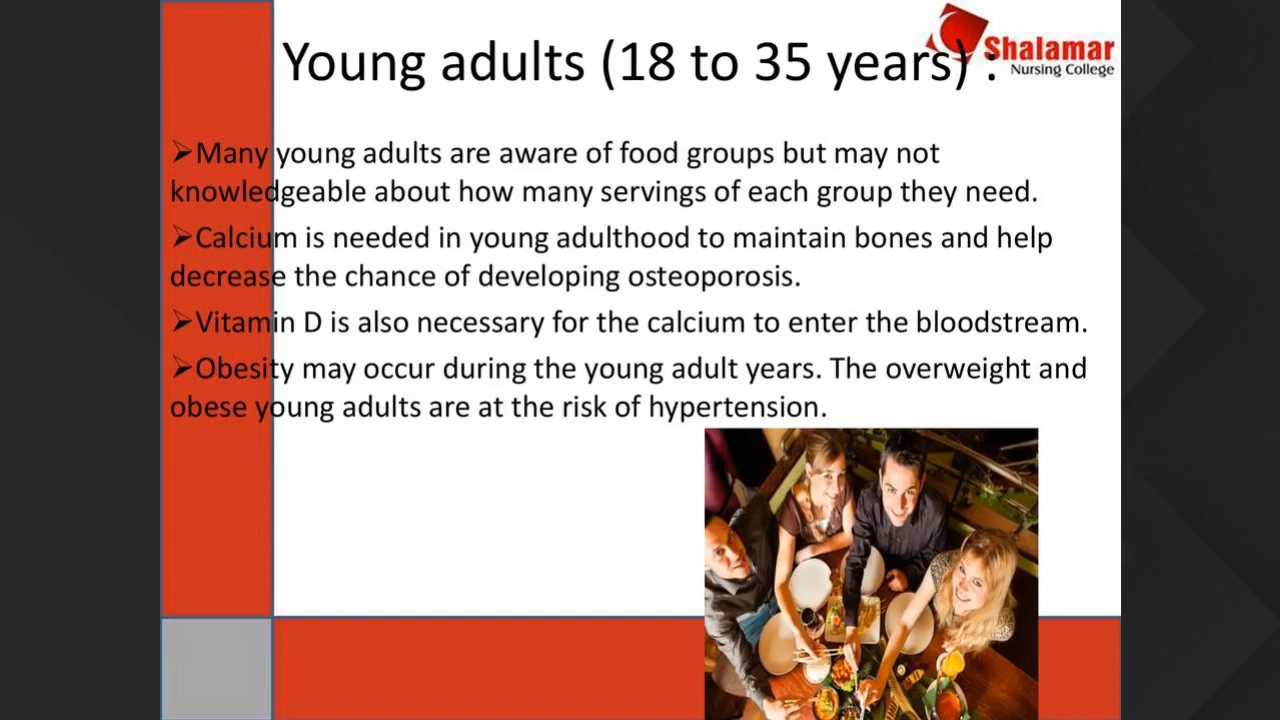 Young adults (18 to 35 years) :
Shalamar
Nursing College
➢Many young adults are aware of food groups but may not
knowledgeable about how many servings of each group they need.
➢Calcium is needed in young adulthood to maintain bones and help
decrease the chance of developing osteoporosis.
➢Vitamin D is also necessary for the calcium to enter the bloodstream.
➢Obesity may occur during the young adult years. The overweight and
obese young adults are at the risk of hypertension.